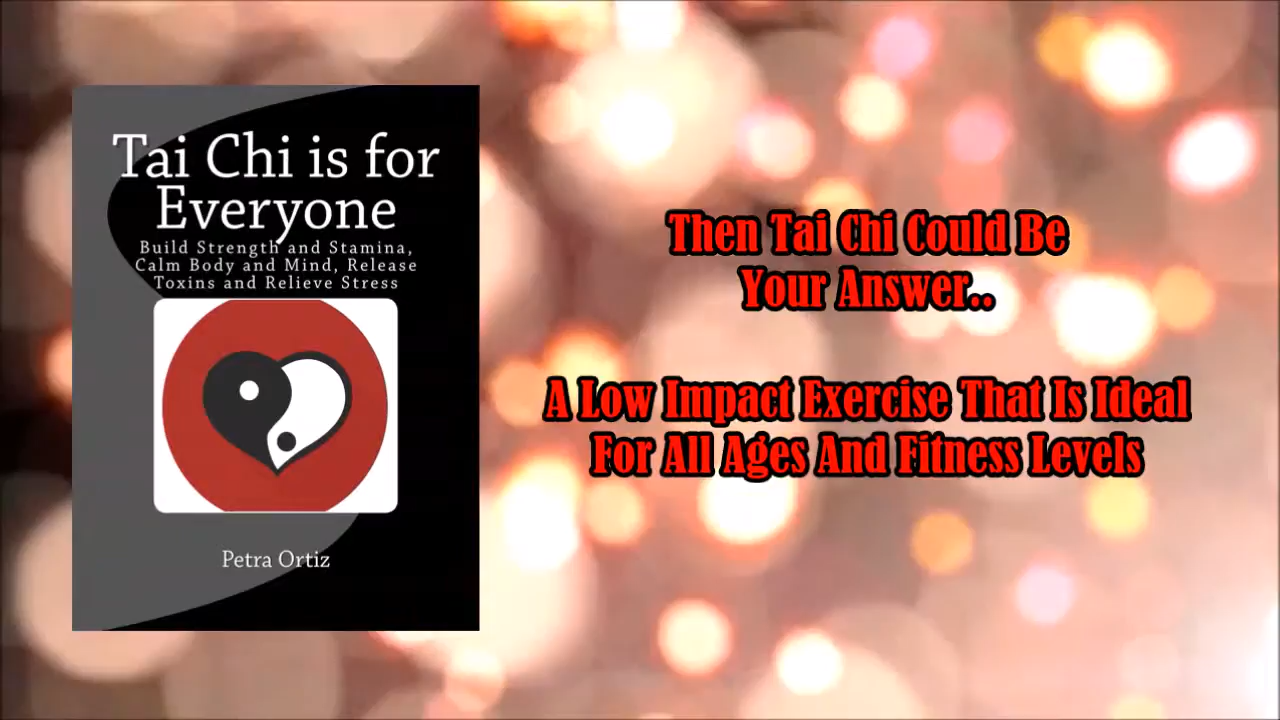 Tai Chi is for
Everyone
Build Strength and Stamina,
Calm Body and Mind, Release
Toxins and Relieve Stress
Petra Ortiz
Then Tai Chi Could Be
Your Answer..
A Low Impact Exercise That Is Ideal
For All Ages And Fitness Levels